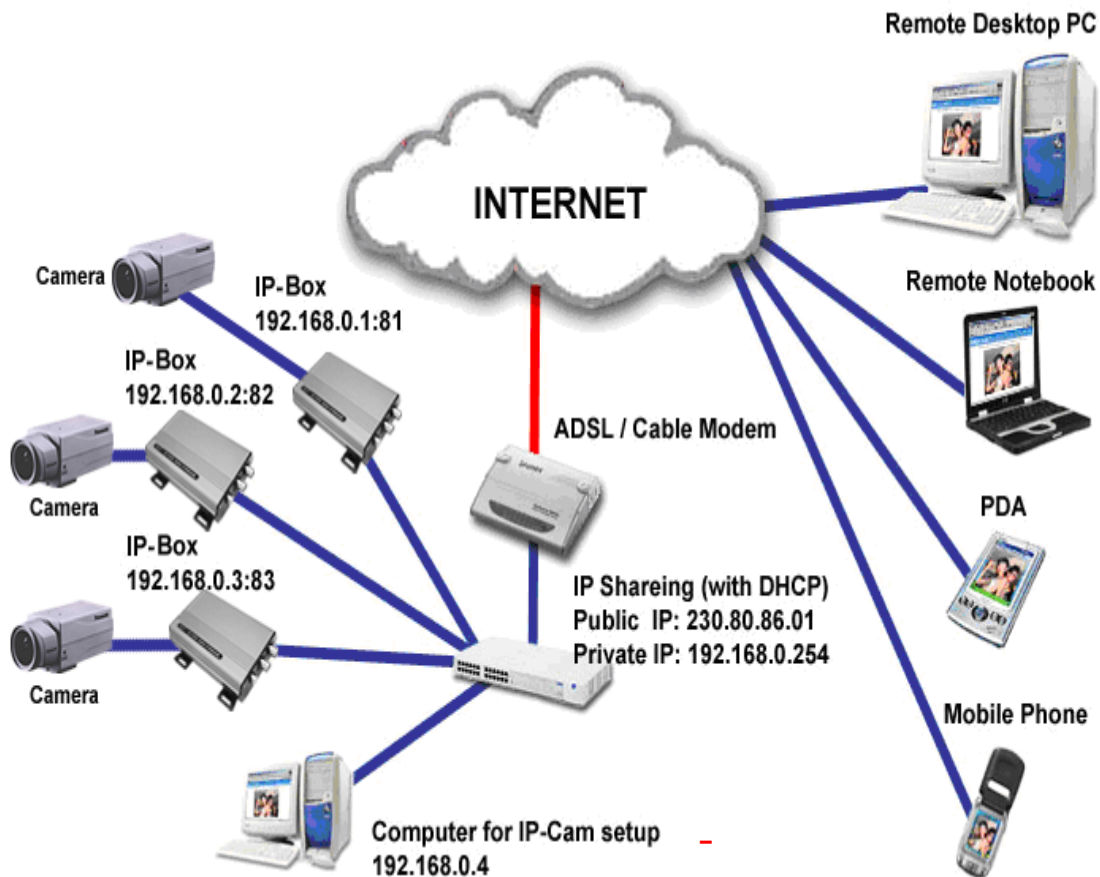 Remote Desktop PC
INTERNET
Camera
IP-Box
192.168.0.1:81
Remote Notebook
IP-Box
192.168.0.2:82
ADSL / Cable Modem
Camera
PDA
IP-Box
192.168.0.3:83
IP Shareing (with DHCP)
Public IP: 230.80.86.01
Private IP: 192.168.0.254
Camera
Mobile Phone
Computer for IP-Cam setup
192.168.0.4